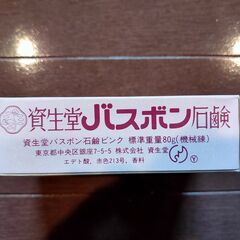 資生堂バスボン石鹸
資生堂バスボン石鹸ピンク 標準重量80g(機械練)
東京都中央区銀座7-5-5 株式会社 資生堂
エデト酸，赤色213号，香料